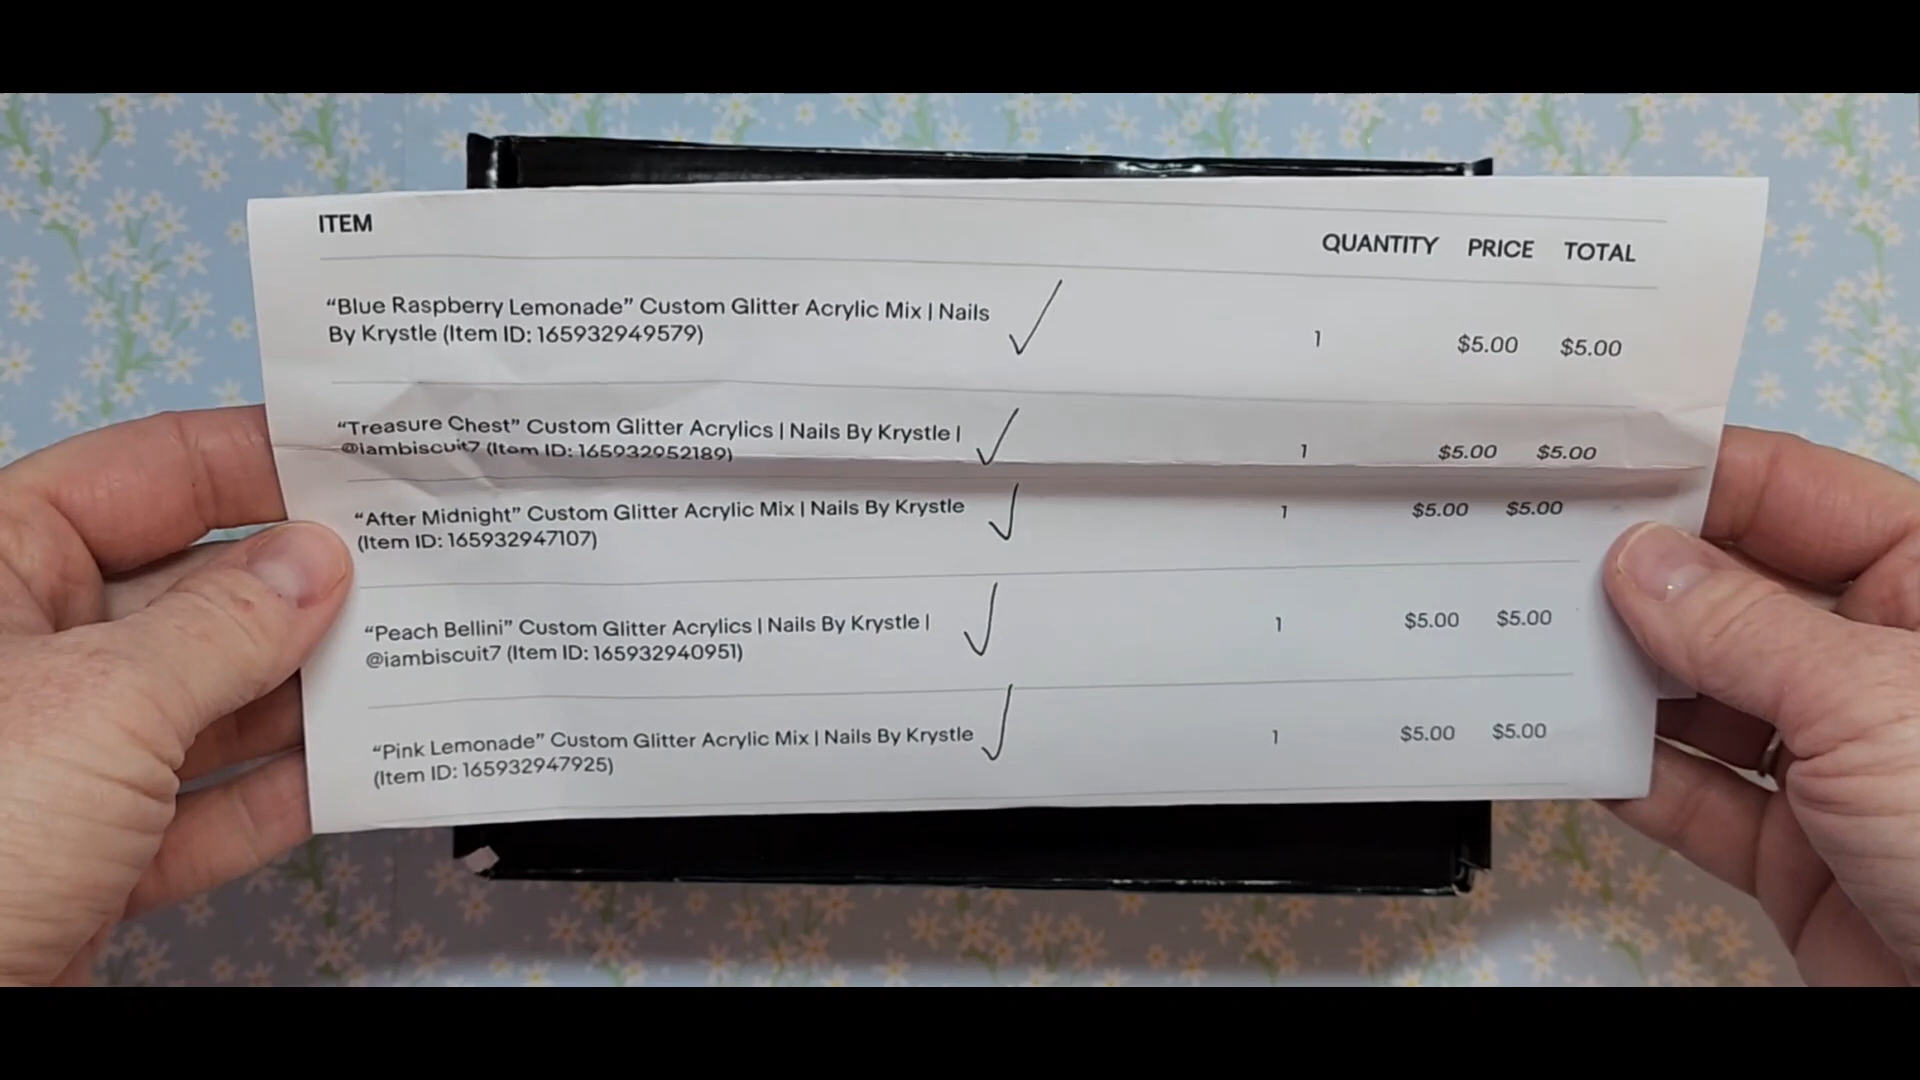 ITEM QUANTITY PRICE TOTAL
“Blue Raspberry Lemonade” Custom Glitter Acrylic Mix | Nails
By Krystle (Item ID: 165932949579) 1 $5.00 $5.00
“Treasure Chest” Custom Glitter Acrylics | Nails By Krystle |
@iambiscuit7 (Item ID: 165932952189) 1 $5.00 $5.00
“After Midnight” Custom Glitter Acrylic Mix | Nails By Krystle 1 $5.00 $5.00
(Item ID: 165932947107)
“Peach Bellini” Custom Glitter Acrylics | Nails By Krystle | 1 $5.00 $5.00
@iambiscuit7 (Item ID: 165932940951)
“Pink Lemonade” Custom Glitter Acrylic Mix | Nails By Krystle 1 $5.00 $5.00
(Item ID: 165932947925)